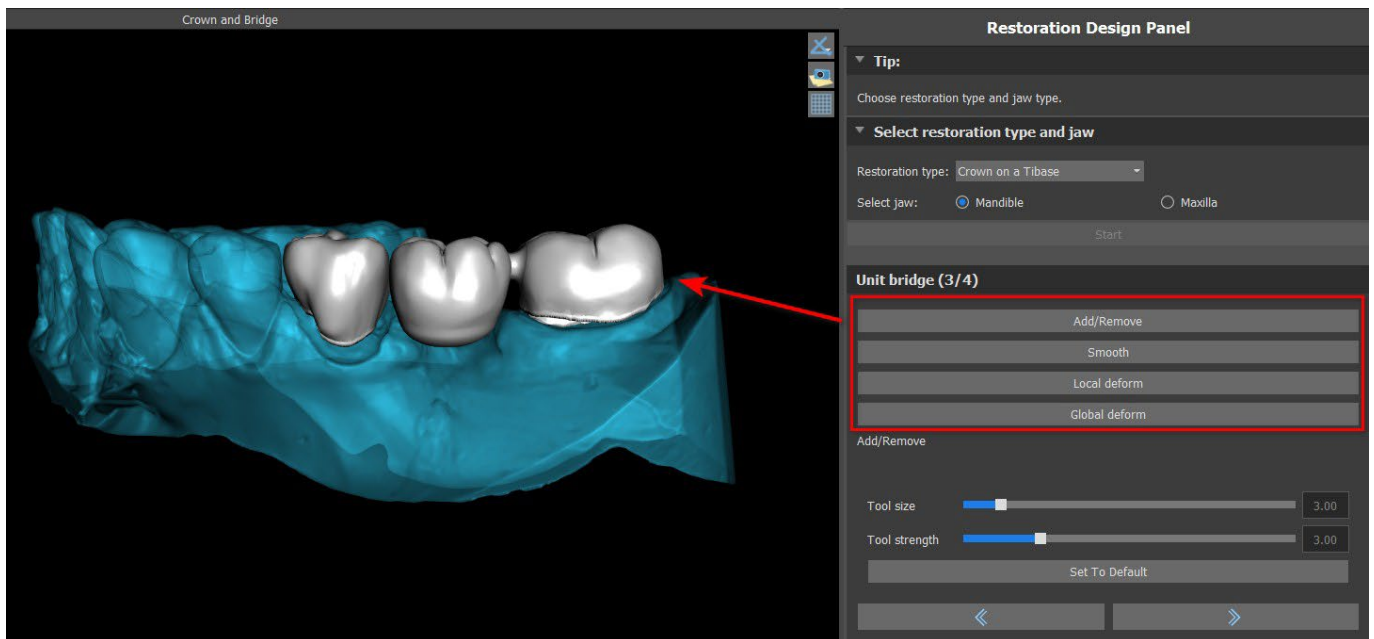 Crown and Bridge
Restoration Design Panel
Tip:
Choose restoration type and jaw type.
Select restoration type and jaw
Restoration type: Crown on a Tibase
Select jaw: Mandible Maxilla
Start
Unit bridge (3/4)
Add/Remove
Smooth
Local deform
Global deform
Add/Remove
Tool size 3.00
Tool strength 3.00
Set To Default